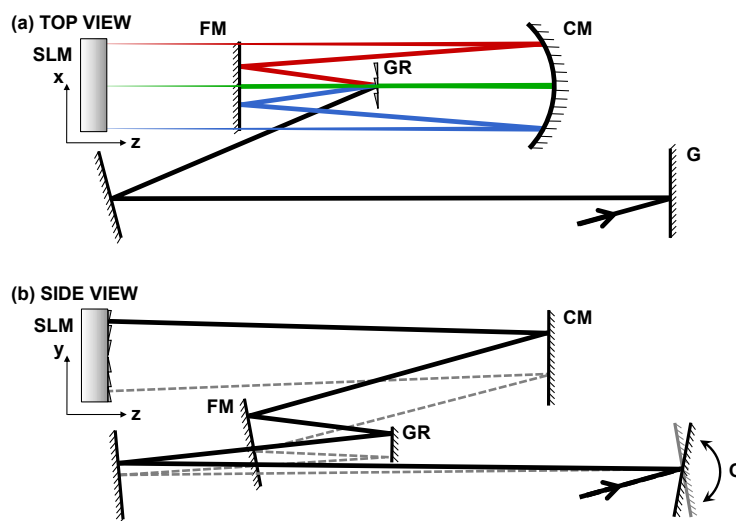 (a) TOP VIEW
FM
CM
SLM
GR
x
z
G
(b) SIDE VIEW
SLM
CM
y
z
FM
GR
G